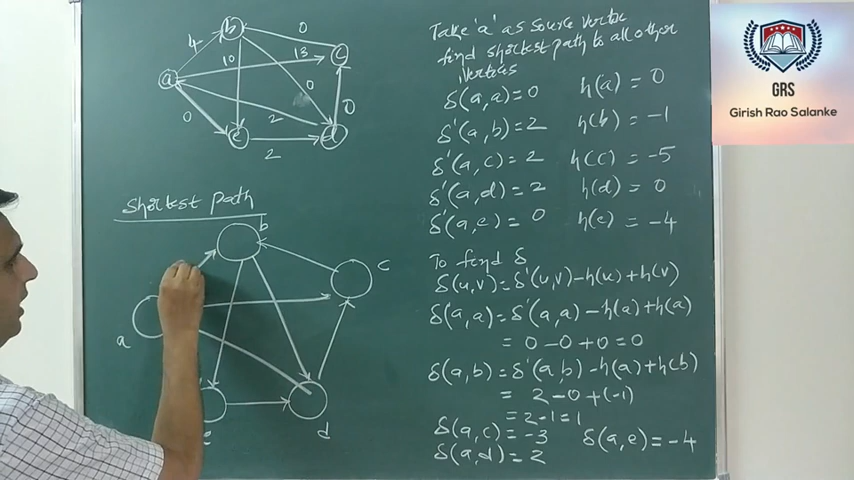 b
0
4
10
13
c
a
0
0
0
2
e
d
2
Shortest path
b
c
a
e
d
Take 'a' as source vertex
find shortest path to all other
vertices
δ(a,a)=0 h(a) = 0
δ'(a,b)=2 h(b) = -1
δ'(a,c)=2 h(c) = -5
δ'(a,d)=2 h(d) = 0
δ'(a,e)=0 h(e) = -4
To find δ
δ(u,v)=δ'(u,v)-h(u)+h(v)
δ(a,a)=δ'(a,a)-h(a)+h(a)
= 0-0+0=0
δ(a,b)=δ'(a,b)-h(a)+h(b)
= 2-0+(-1)
=2-1=1
δ(a,c)=-3 δ(a,e)=-4
δ(a,d)=2
GRS
Girish Rao Salanke